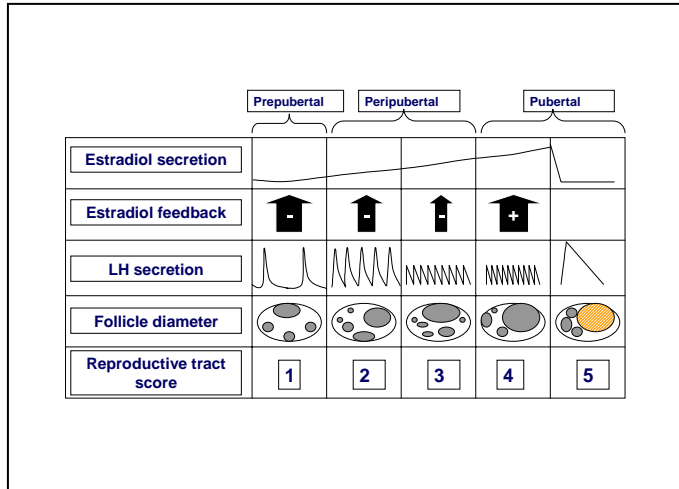 Prepubertal Peripubertal Pubertal
Estradiol secretion
Estradiol feedback - - - +
LH secretion
Follicle diameter
Reproductive tract
score 1 2 3 4 5